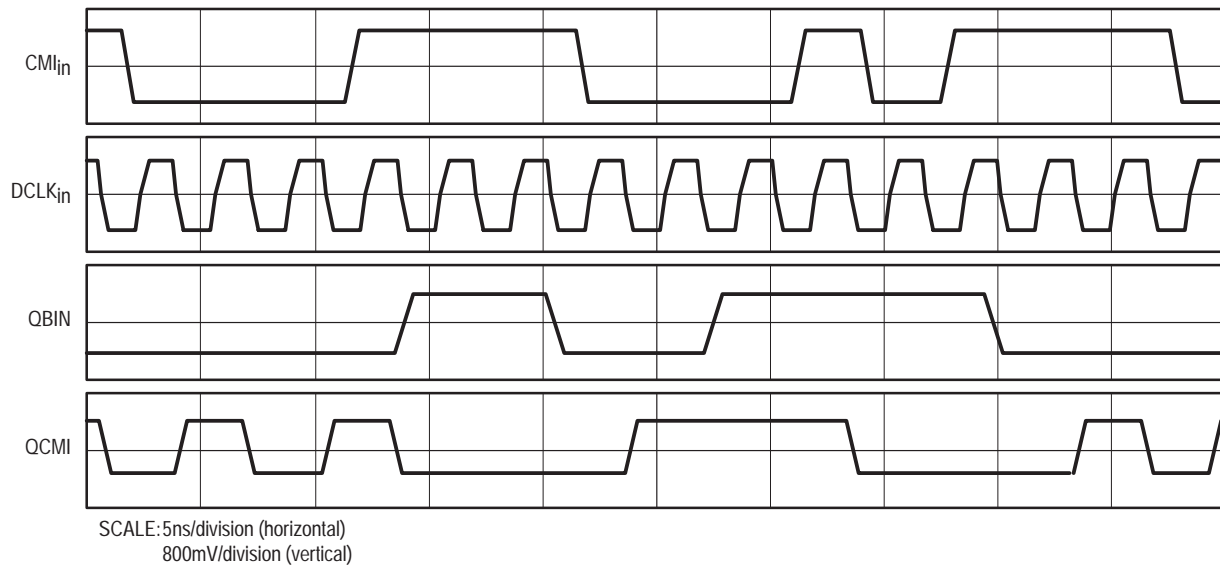 CMIin
DCLKin
QBIN
QCMI
SCALE: 5ns/division (horizontal)
800mV/division (vertical)